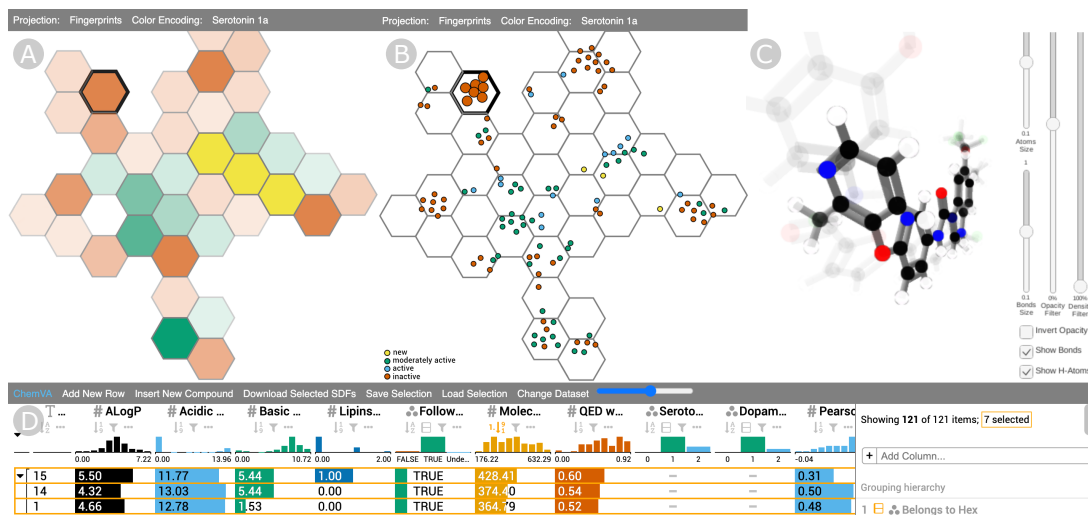 Projection: Fingerprints Color Encoding: Serotonin 1a
Projection: Fingerprints Color Encoding: Serotonin 1a
A
B
C
0.1
Atoms
Size
1
0.1
Bonds
Size
0%
Opacity
Filter
100%
Densit
Filter
Invert Opacity
Show Bonds
Show H-Atoms
new
moderately active
active
inactive
ChemVA Add New Row Insert New Compound Download Selected SDFs Save Selection Load Selection Change Dataset
D
T ... # ALogP # Acidic ... # Basic ... # Lipins... Follow... # Molec... # QED w... Seroto... Dopam... # Pearso
0.00 7.22 0.00 176.96 0.00 10.72 0.00 2.00 FALSE TRUE Unde... 632.29 0.00 0.92 0 1 2 0 1 2 -0.04
15 5.50 11.77 5.44 1.00 TRUE 428.41 0.60 – – 0.31
14 4.32 13.03 5.44 0.00 TRUE 374.40 0.54 – – 0.50
1 4.66 12.78 1.53 0.00 TRUE 364.79 0.52 – – 0.48
Showing 121 of 121 items; 7 selected
+ Add Column...
Grouping hierarchy
1 Belongs to Hex